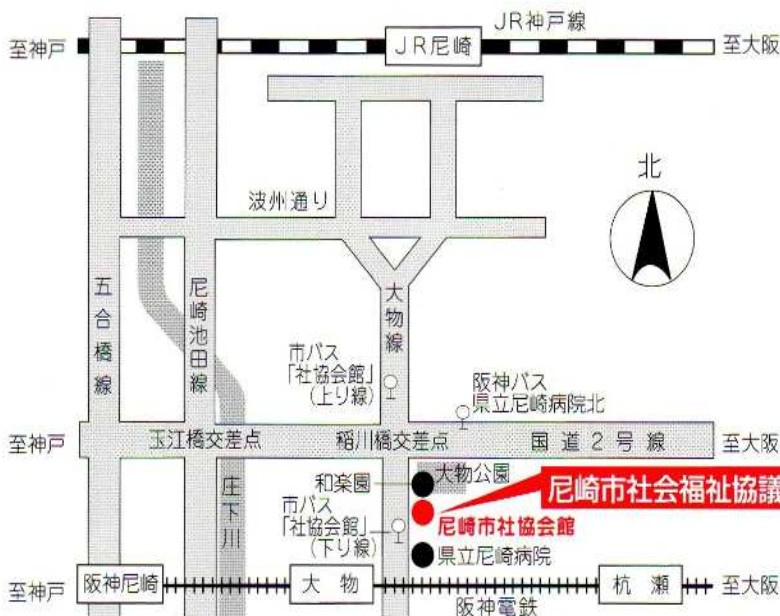 JR神戸線
至神戸
JR尼崎
至大阪
北
波州通り
五合橋線
尼崎池田線
大物線
市バス
「社協会館」
(上り線)
阪神バス
県立尼崎病院北
至神戸
玉江橋交差点
稲川橋交差点
国道2号線
至大阪
庄下川
和楽園
大物公園
尼崎市社会福祉協議
市バス
「社協会館」
(下り線)
尼崎市社協会館
県立尼崎病院
至神戸
阪神尼崎
大物
杭瀬
至大阪
阪神電鉄